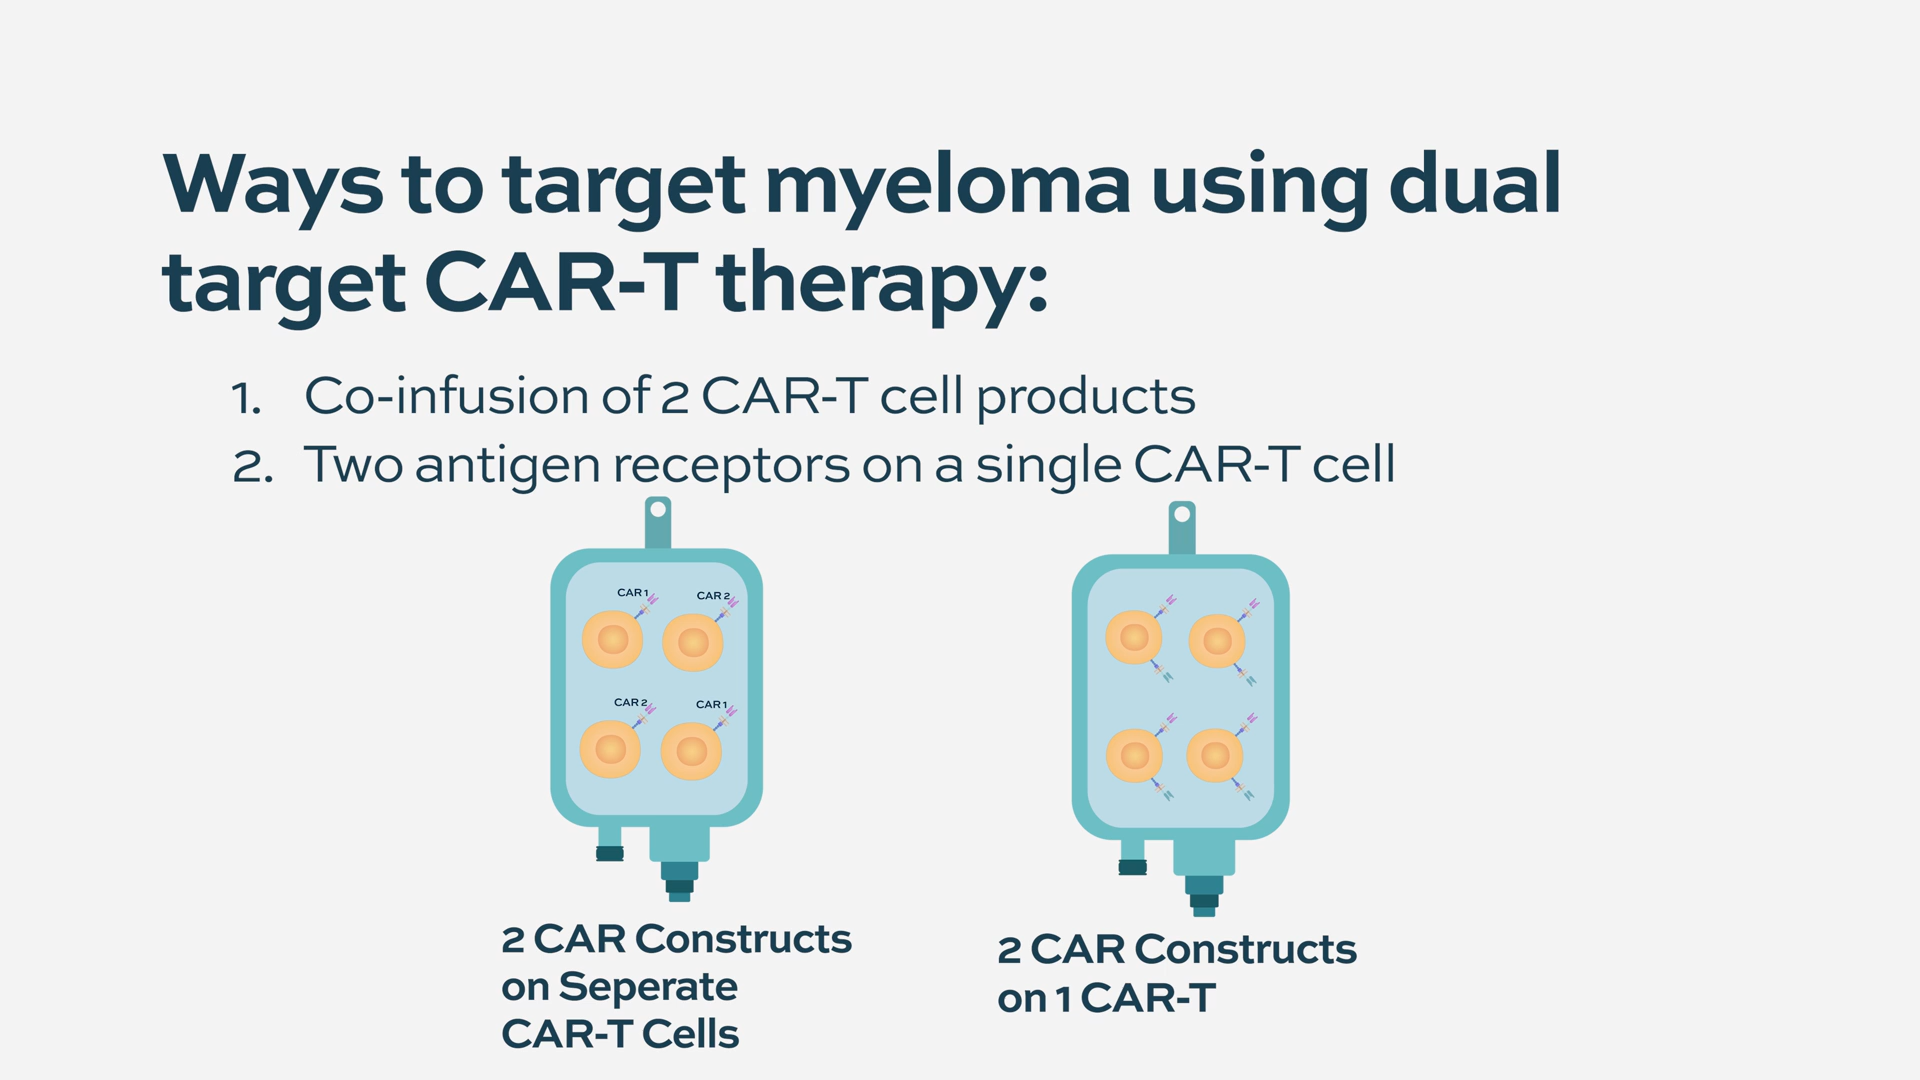 Ways to target myeloma using dual
target CAR-T therapy:
1. Co-infusion of 2 CAR-T cell products
2. Two antigen receptors on a single CAR-T cell
CAR 1
CAR 2
CAR 2
CAR 1
2 CAR Constructs
on Seperate
CAR-T Cells
2 CAR Constructs
on 1 CAR-T